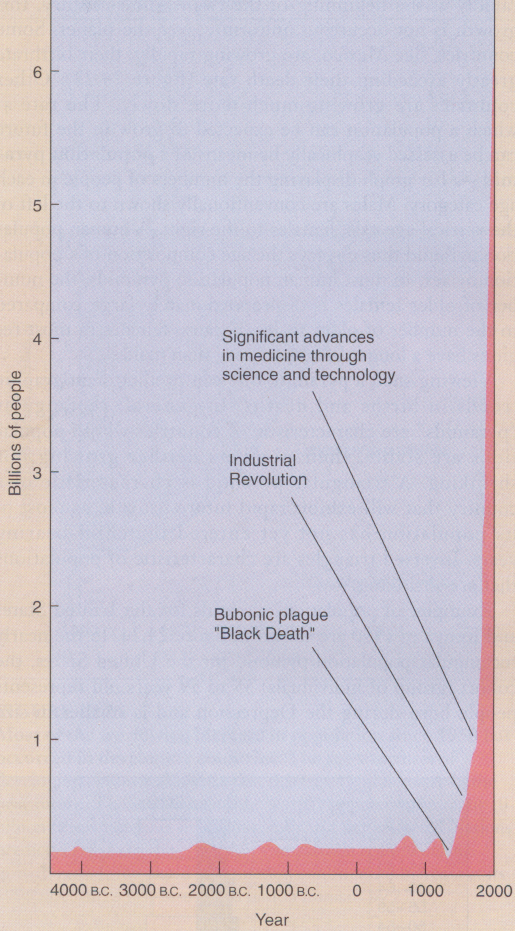 6
5
4
3
2
1
Billions of people
Significant advances
in medicine through
science and technology
Industrial
Revolution
Bubonic plague
"Black Death"
4000 B.C. 3000 B.C. 2000 B.C. 1000 B.C. 0 1000 2000
Year